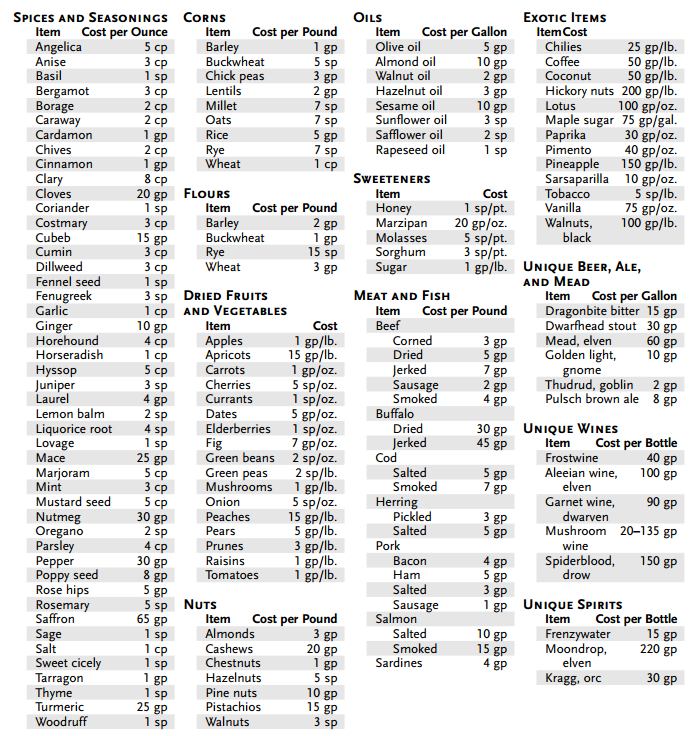 SPICES AND SEASONINGS
Item Cost per Ounce
Angelica 5 cp
Anise 3 cp
Basil 1 sp
Bergamot 3 cp
Borage 2 cp
Caraway 2 cp
Cardamon 1 gp
Chives 2 cp
Cinnamon 1 gp
Clary 8 cp
Cloves 20 gp
Coriander 1 sp
Costmary 3 cp
Cubeb 15 gp
Cumin 3 cp
Dillweed 3 cp
Fennel seed 1 sp
Fenugreek 3 sp
Garlic 1 cp
Ginger 10 gp
Horehound 4 cp
Horseradish 1 cp
Hyssop 5 cp
Juniper 3 sp
Laurel 4 gp
Lemon balm 2 sp
Liquorice root 4 sp
Lovage 1 sp
Mace 25 gp
Marjoram 5 cp
Mint 3 cp
Mustard seed 5 cp
Nutmeg 30 gp
Oregano 2 sp
Parsley 4 cp
Pepper 30 gp
Poppy seed 8 gp
Rose hips 5 gp
Rosemary 5 sp
Saffron 65 gp
Sage 1 sp
Salt 1 cp
Sweet cicely 1 sp
Tarragon 1 gp
Thyme 1 sp
Turmeric 25 gp
Woodruff 1 sp
CORNS
Item Cost per Pound
Barley 1 gp
Buckwheat 5 sp
Chick peas 3 gp
Lentils 2 gp
Millet 7 sp
Oats 7 sp
Rice 5 gp
Rye 7 sp
Wheat 1 cp
FLOURS
Item Cost per Pound
Barley 2 gp
Buckwheat 1 gp
Rye 15 sp
Wheat 3 gp
DRIED FRUITS
AND VEGETABLES
Item Cost
Apples 1 gp/lb.
Apricots 15 gp/lb.
Carrots 1 gp/oz.
Cherries 5 sp/oz.
Currants 1 sp/oz.
Dates 5 gp/oz.
Elderberries 1 sp/oz.
Fig 7 gp/oz.
Green beans 2 sp/oz.
Green peas 2 sp/lb.
Mushrooms 1 gp/lb.
Onion 5 sp/oz.
Peaches 15 gp/lb.
Pears 5 gp/lb.
Prunes 3 gp/lb.
Raisins 1 gp/lb.
Tomatoes 1 gp/lb.
NUTS
Item Cost per Pound
Almonds 3 gp
Cashews 20 gp
Chestnuts 1 gp
Hazelnuts 5 sp
Pine nuts 10 gp
Pistachios 15 gp
Walnuts 3 sp
OILS
Item Cost per Gallon
Olive oil 5 gp
Almond oil 10 gp
Walnut oil 2 gp
Hazelnut oil 3 gp
Sesame oil 10 gp
Sunflower oil 3 sp
Safflower oil 2 sp
Rapeseed oil 1 sp
SWEETENERS
Item Cost
Honey 1 sp/pt.
Marzipan 20 gp/oz.
Molasses 5 sp/pt.
Sorghum 3 sp/pt.
Sugar 1 gp/lb.
MEAT AND FISH
Item Cost per Pound
Beef
Corned 3 gp
Dried 5 gp
Jerked 7 gp
Sausage 2 gp
Smoked 4 gp
Buffalo
Dried 30 gp
Jerked 45 gp
Cod
Salted 5 gp
Smoked 7 gp
Herring
Pickled 3 gp
Salted 5 gp
Pork
Bacon 4 gp
Ham 5 gp
Salted 3 gp
Sausage 1 gp
Salmon
Salted 10 gp
Smoked 15 gp
Sardines 4 gp
EXOTIC ITEMS
ItemCost
Chilies 25 gp/lb.
Coffee 50 gp/lb.
Coconut 50 gp/lb.
Hickory nuts 200 gp/lb.
Lotus 100 gp/oz.
Maple sugar 75 gp/gal.
Paprika 30 gp/oz.
Pimento 40 gp/oz.
Pineapple 150 gp/lb.
Sarsaparilla 10 gp/oz.
Tobacco 5 sp/lb.
Vanilla 75 gp/oz.
Walnuts, 100 gp/lb.
black
UNIQUE BEER, ALE,
AND MEAD
Item Cost per Gallon
Dragonbite bitter 15 gp
Dwarfhead stout 30 gp
Mead, elven 60 gp
Golden light, 10 gp
gnome
Thudrud, goblin 2 gp
Pulsch brown ale 8 gp
UNIQUE WINES
Item Cost per Bottle
Frostwine 40 gp
Aleeian wine, 100 gp
elven
Garnet wine, 90 gp
dwarven
Mushroom 20–135 gp
wine
Spiderblood, 150 gp
drow
UNIQUE SPIRITS
Item Cost per Bottle
Frenzywater 15 gp
Moondrop, 220 gp
elven
Kragg, orc 30 gp